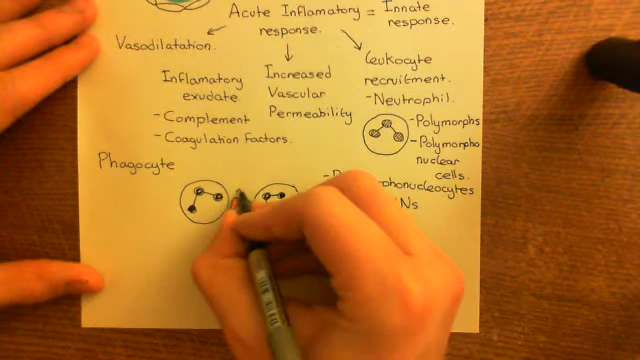 Acute Inflamatory = Innate
response. response.
Vasodilatation.
Inflamatory
exudate.
- Complement
- Coagulation Factors.
Increased
Vascular
Permeability
Leukocyte
recruitment.
- Neutrophil.
- Polymorphs
- Polymorpho
nuclear
cells.
phonucleocytes
Ns
Phagocyte